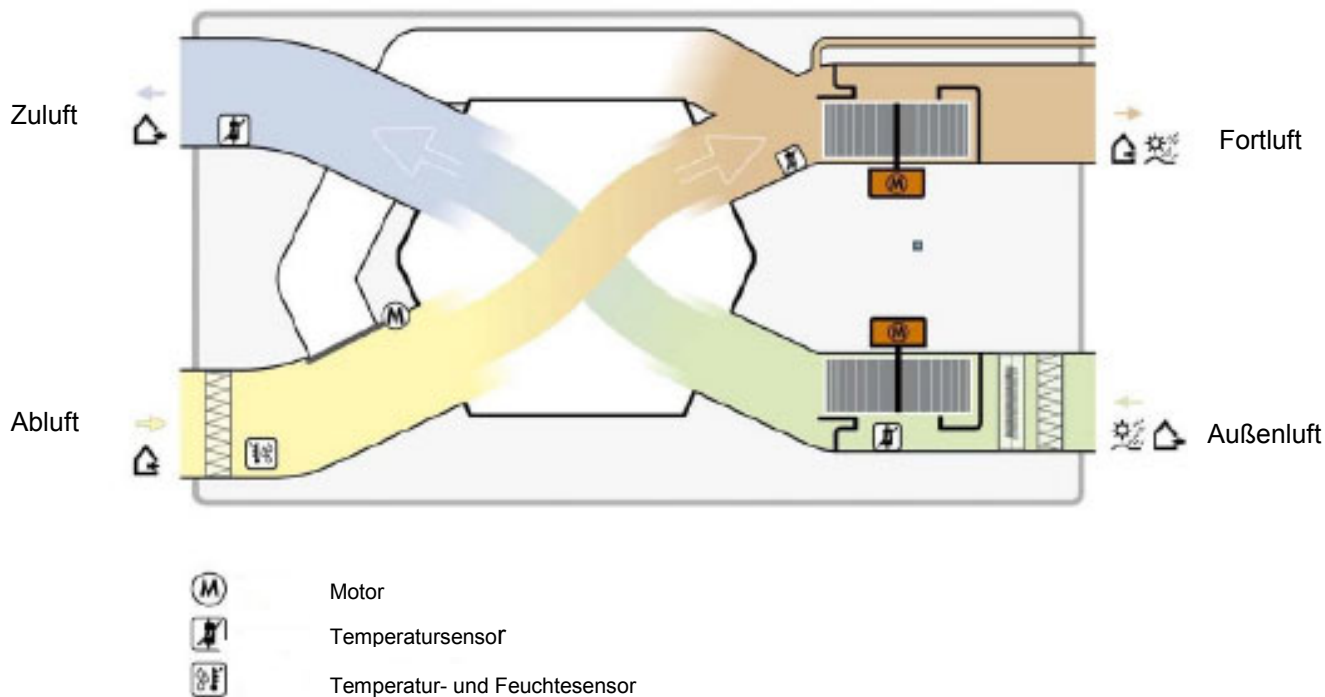 Zuluft
Fortluft
M
M
M
Abluft
Außenluft
M Motor
Temperatursensor
Temperatur- und Feuchtesensor